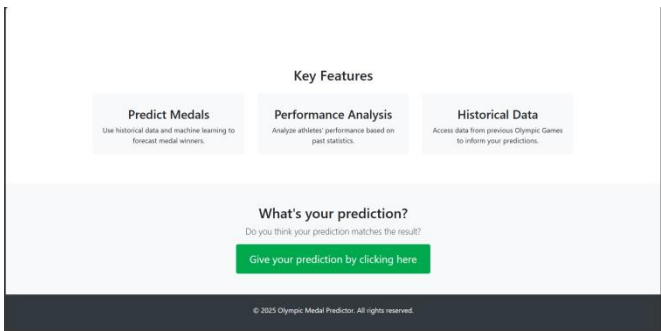 Key Features
Predict Medals
Use historical data and machine learning to
forecast medal winners.
Performance Analysis
Analyze athletes' performance based on
past statistics.
Historical Data
Access data from previous Olympic Games
to inform your predictions.
What's your prediction?
Do you think your prediction matches the result?
Give your prediction by clicking here
© 2025 Olympic Medal Predictor. All rights reserved.